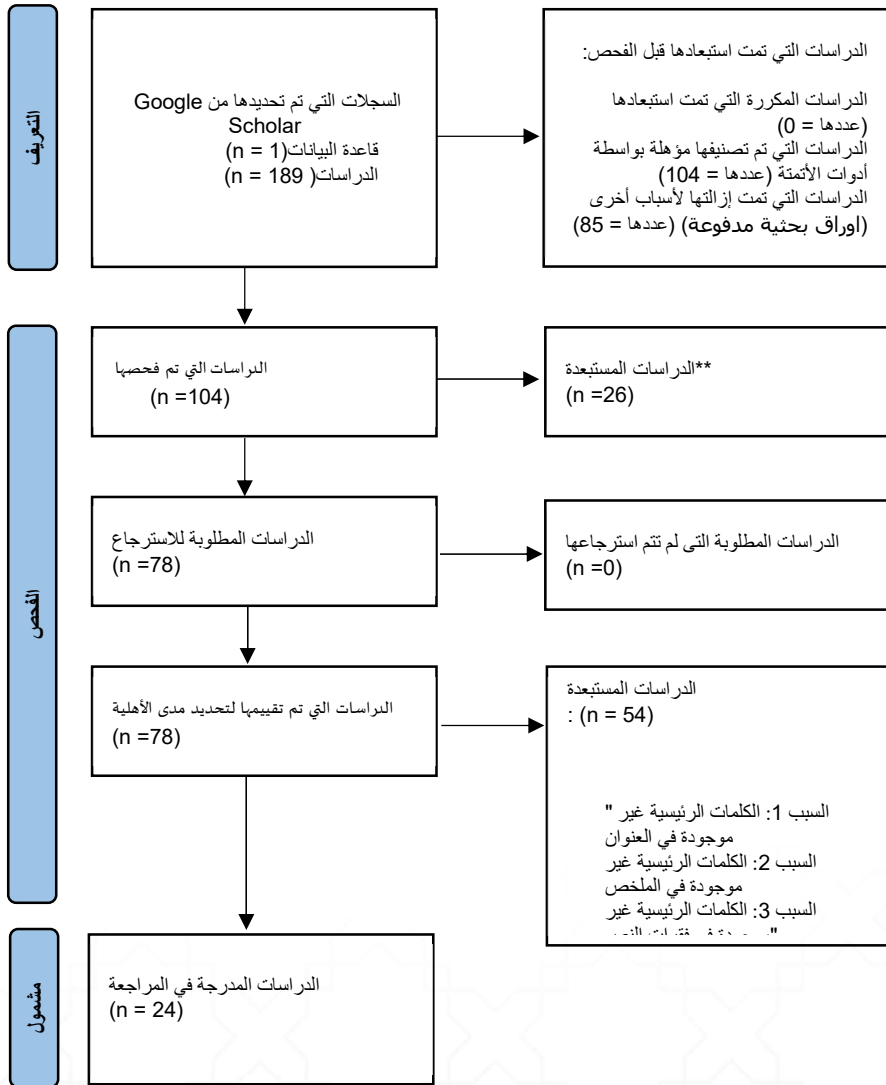 التعريف
السجلات التي تم تحديدها من Google
Scholar
قاعدة البيانات(n = 1)
الدراسات( n = 189)
الدراسات التي تمت استبعادها قبل الفحص:
الدراسات المكررة التي تمت استبعادها
(عددها = 0)
الدراسات التي تم تصنيفها مؤهلة بواسطة
أدوات الأتمتة (عددها = 104)
الدراسات التي تمت إزالتها لأسباب أخرى
(اوراق بحثية مدفوعة) (عددها = 85)
الفحص
الدراسات التي تم فحصها
(n =104)
**الدراسات المستبعدة
(n =26)
الدراسات المطلوبة للاسترجاع
(n =78)
الدراسات المطلوبة التى لم تتم استرجاعها
(n =0)
الدراسات التي تم تقييمها لتحديد مدى الأهلية
(n =78)
الدراسات المستبعدة
(n = 54) :
السبب 1: الكلمات الرئيسية غير "
موجودة في العنوان
السبب 2: الكلمات الرئيسية غير
موجودة في الملخص
السبب 3: الكلمات الرئيسية غير
مشمول
الدراسات المدرجة في المراجعة
(n = 24)